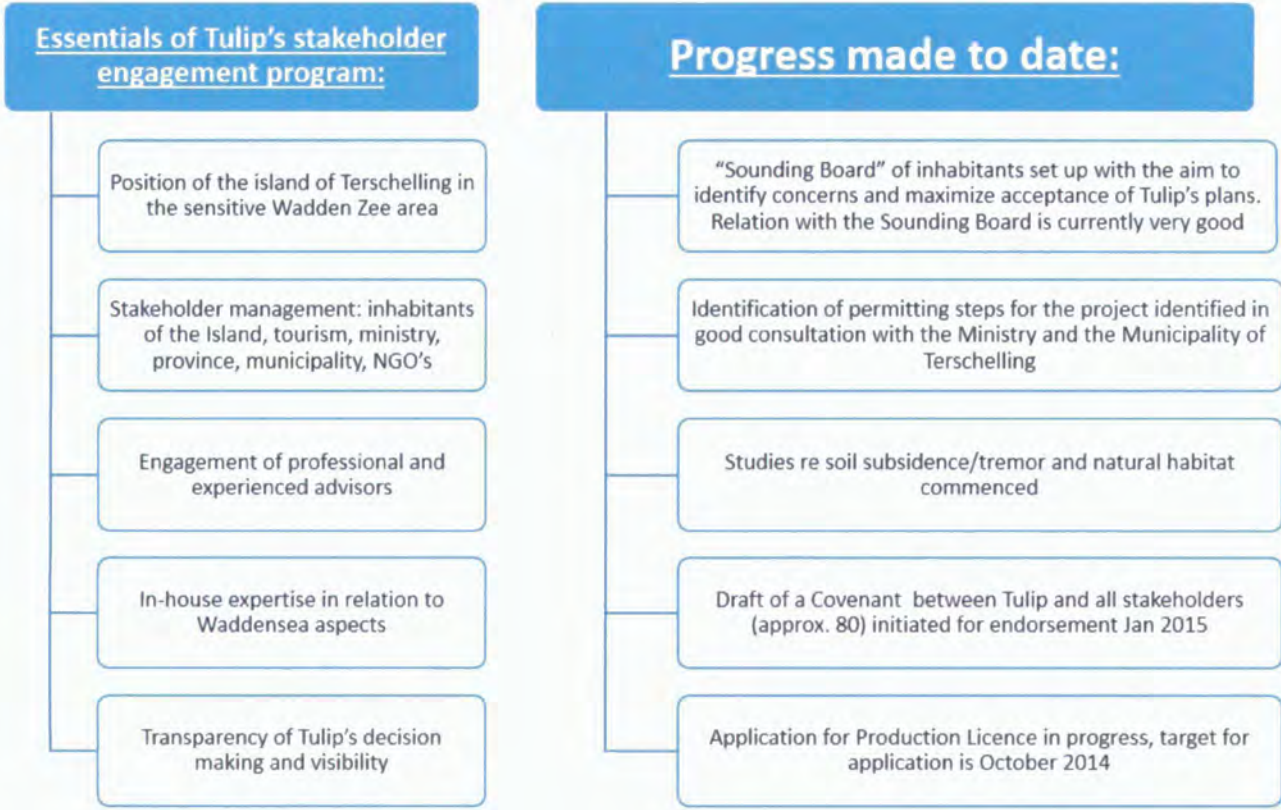 Essentials of Tulip's stakeholder
engagement program:
Position of the island of Terschelling in
the sensitive Wadden Zee area
Stakeholder management: inhabitants
of the Island, tourism, ministry,
province, municipality, NGO's
Engagement of professional and
experienced advisors
In-house expertise in relation to
Waddensea aspects
Transparency of Tulip's decision
making and visibility
Progress made to date:
"Sounding Board" of inhabitants set up with the aim to
identify concerns and maximize acceptance of Tulip's plans.
Relation with the Sounding Board is currently very good
Identification of permitting steps for the project identified in
good consultation with the Ministry and the Municipality of
Terschelling
Studies re soil subsidence/tremor and natural habitat
commenced
Draft of a Covenant between Tulip and all stakeholders
(approx. 80) initiated for endorsement Jan 2015
Application for Production Licence in progress, target for
application is October 2014